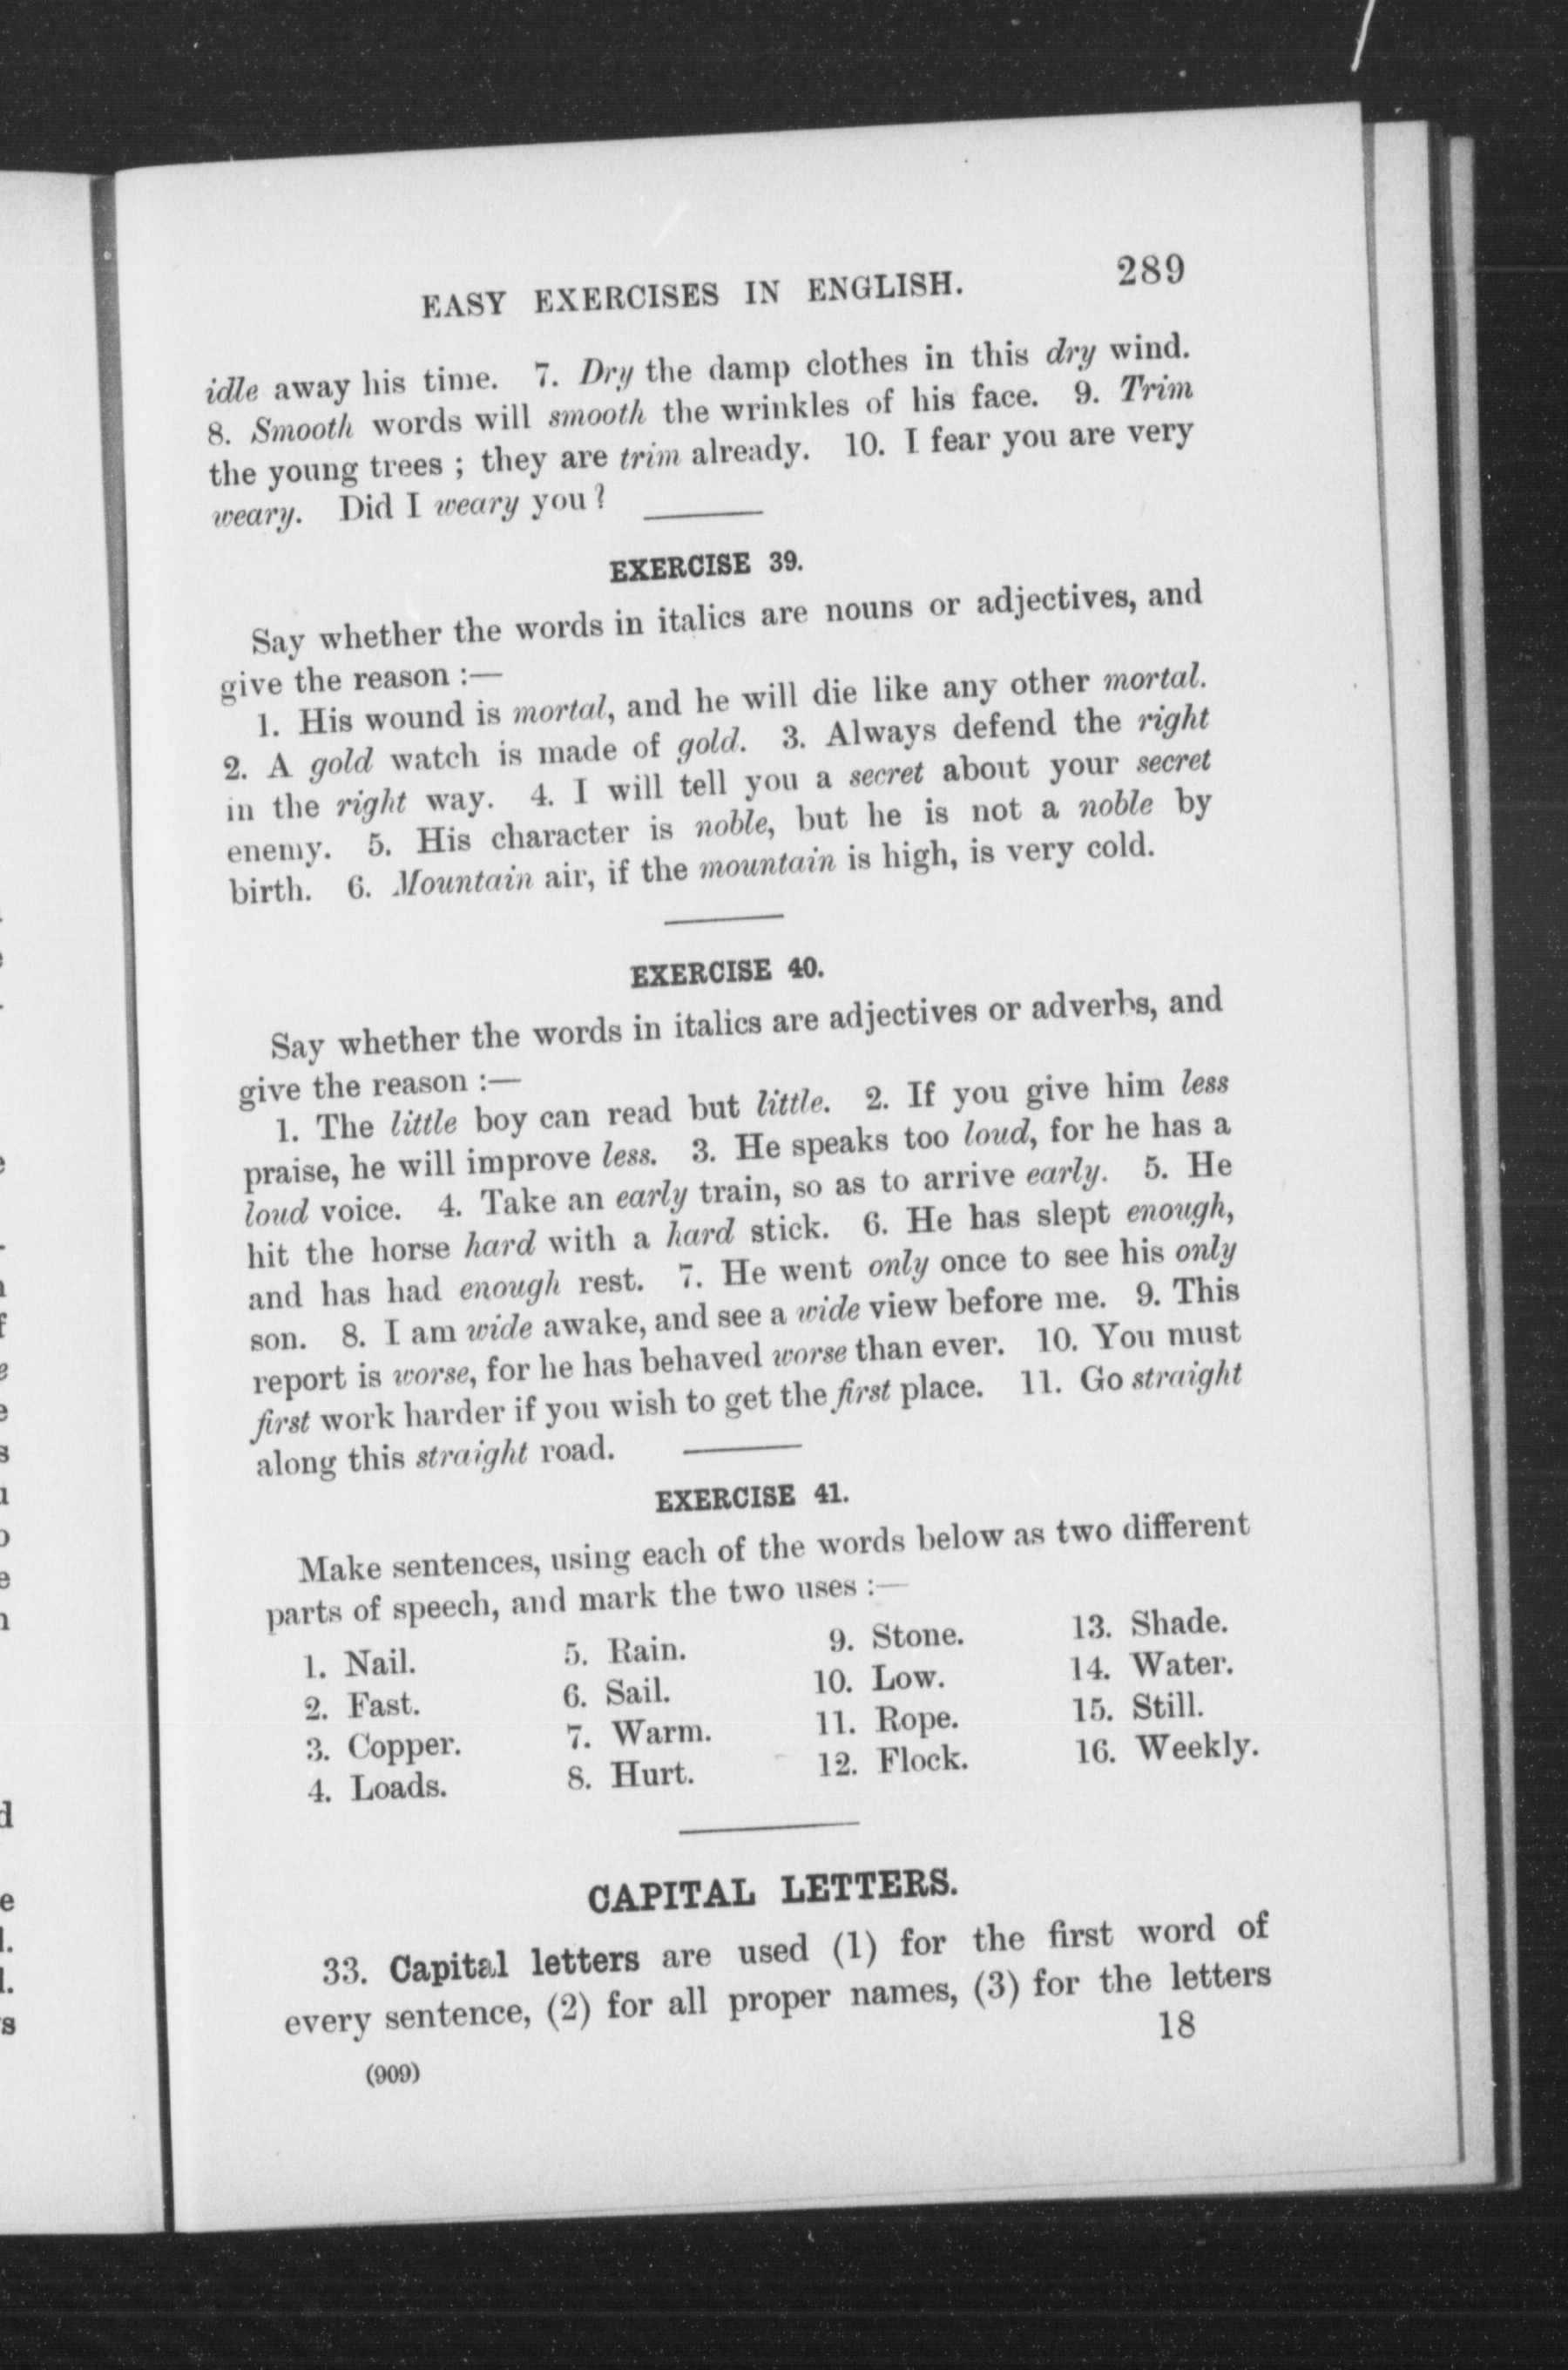 EASY EXERCISES IN ENGLISH. 289
idle away his time. 7. Dry the damp clothes in this dry wind.
8. Smooth words will smooth the wrinkles of his face. 9. Trim
the young trees ; they are trim already. 10. I fear you are very
weary. Did I weary you ?
EXERCISE 39.
Say whether the words in italics are nouns or adjectives, and
give the reason :—
1. His wound is mortal, and he will die like any other mortal.
2. A gold watch is made of gold. 3. Always defend the right
in the right way. 4. I will tell you a secret about your secret
enemy. 5. His character is noble, but he is not a noble by
birth. 6. Mountain air, if the mountain is high, is very cold.
EXERCISE 40.
Say whether the words in italics are adjectives or adverbs, and
give the reason :—
1. The little boy can read but little. 2. If you give him less
praise, he will improve less. 3. He speaks too loud, for he has a
loud voice. 4. Take an early train, so as to arrive early. 5. He
hit the horse hard with a hard stick. 6. He has slept enough,
and has had enough rest. 7. He went only once to see his only
son. 8. I am wide awake, and see a wide view before me. 9. This
report is worse, for he has behaved worse than ever. 10. You must
first work harder if you wish to get the first place. 11. Go straight
along this straight road.
EXERCISE 41.
Make sentences, using each of the words below as two different
parts of speech, and mark the two uses :—
1. Nail. 5. Rain. 9. Stone. 13. Shade.
2. Fast. 6. Sail. 10. Low. 14. Water.
3. Copper. 7. Warm. 11. Rope. 15. Still.
4. Loads. 8. Hurt. 12. Flock. 16. Weekly.
CAPITAL LETTERS.
33. Capital letters are used (1) for the first word of
every sentence, (2) for all proper names, (3) for the letters
(909) 18